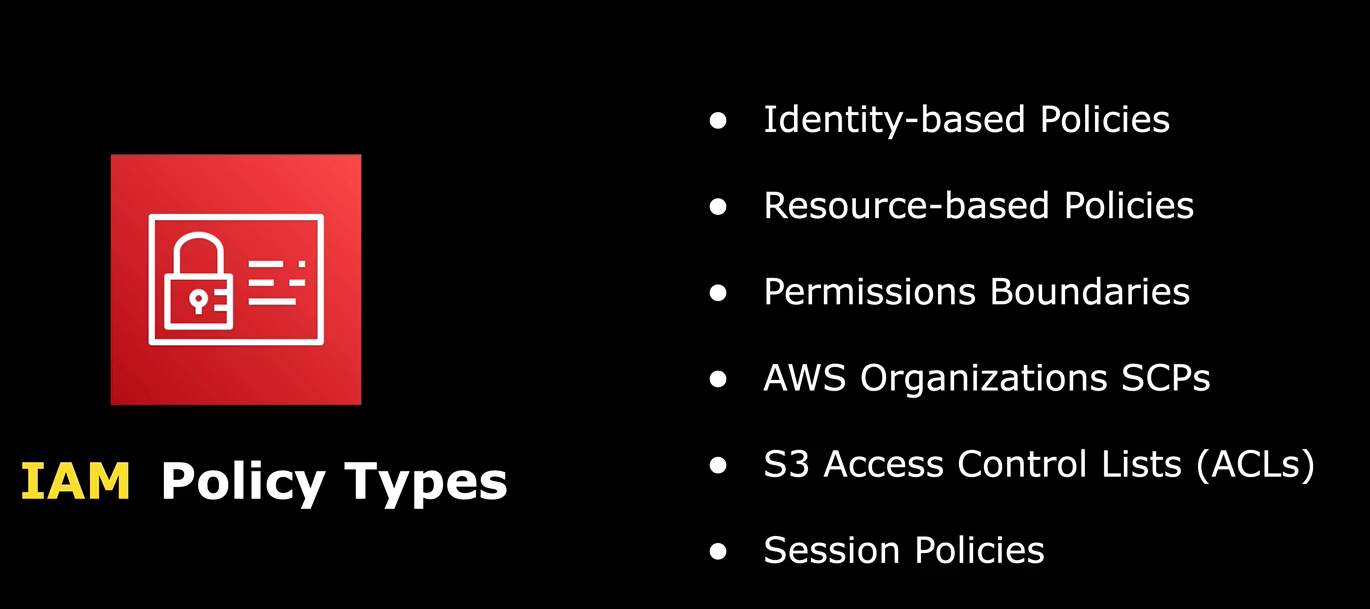 IAM Policy Types
● Identity-based Policies
● Resource-based Policies
● Permissions Boundaries
● AWS Organizations SCPs
● S3 Access Control Lists (ACLs)
● Session Policies